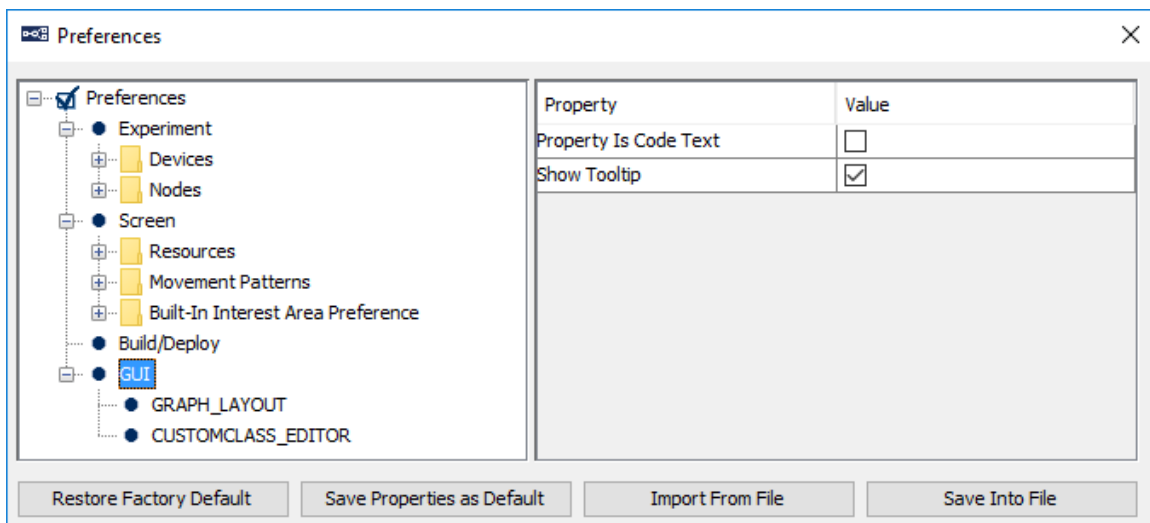 Preferences
Preferences
Experiment
Devices
Nodes
Screen
Resources
Movement Patterns
Built-In Interest Area Preference
Build/Deploy
GUI
GRAPH_LAYOUT
CUSTOMCLASS_EDITOR
Property Value
Property Is Code Text
Show Tooltip
Restore Factory Default Save Properties as Default Import From File Save Into File